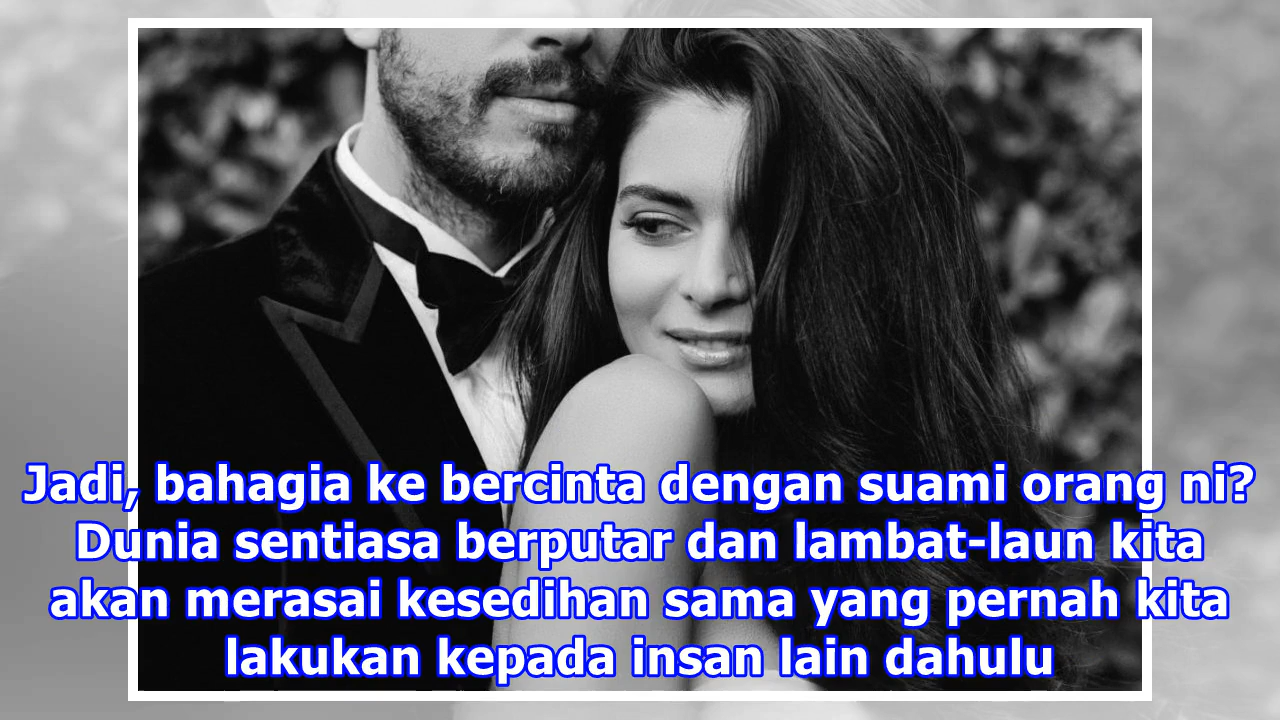 Jadi, bahagia ke bercinta dengan suami orang ni?
Dunia sentiasa berputar dan lambat-laun kita
akan merasai kesedihan sama yang pernah kita
lakukan kepada insan lain dahulu